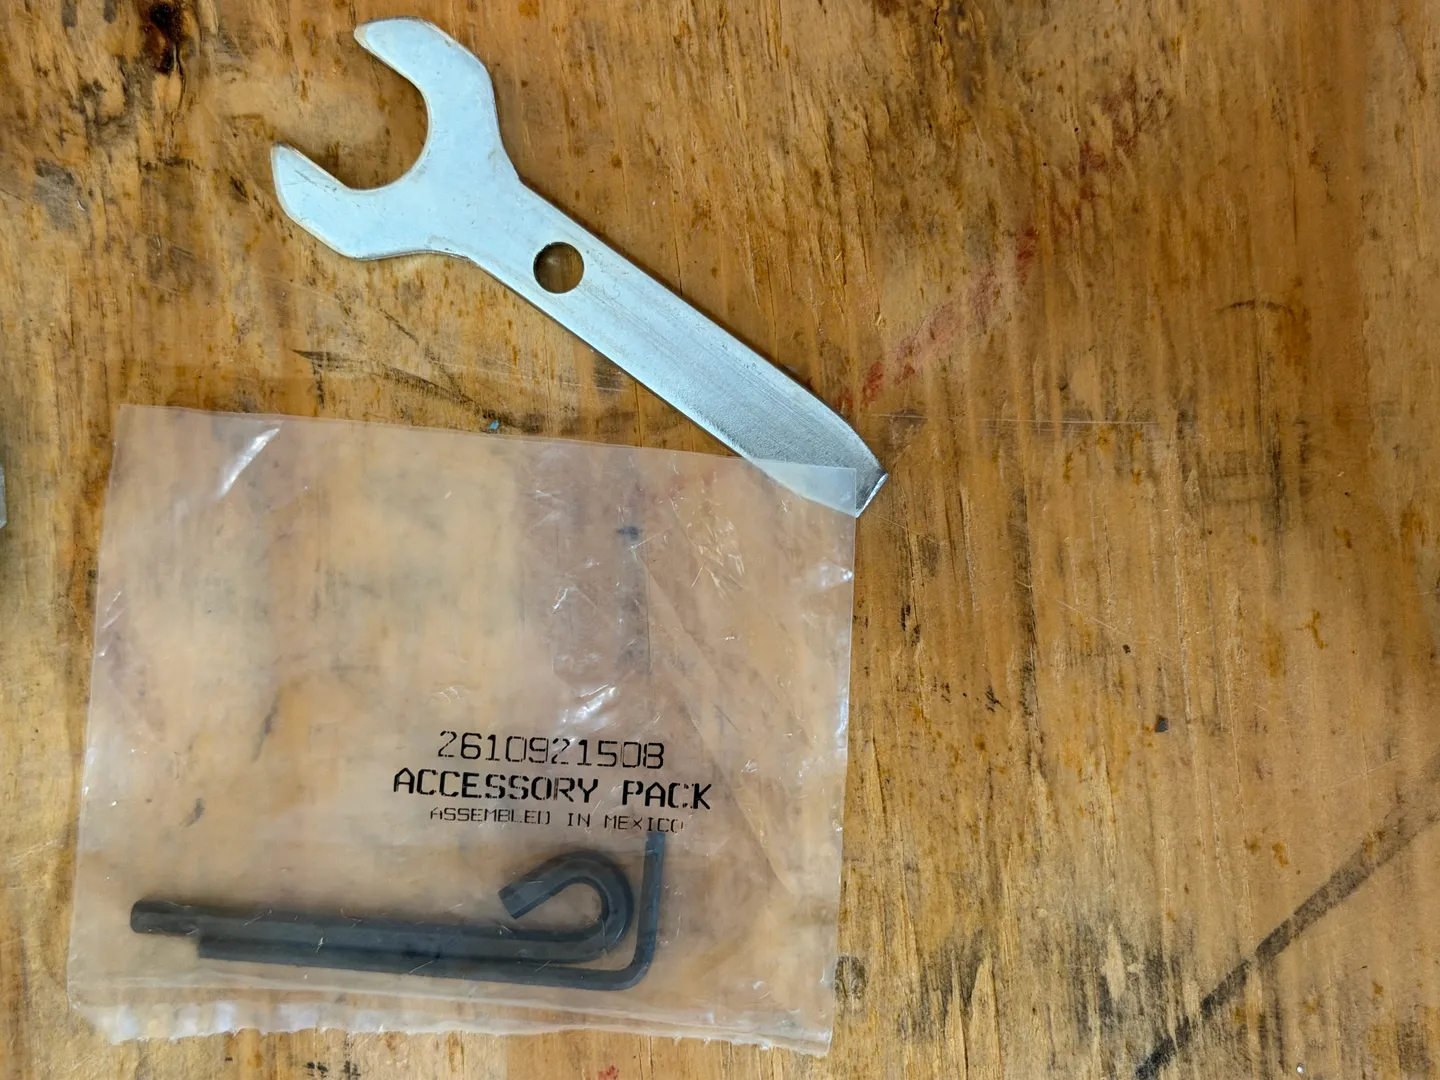 2610921508
ACCESSORY PACK
ASSEMBLED IN MEXICO